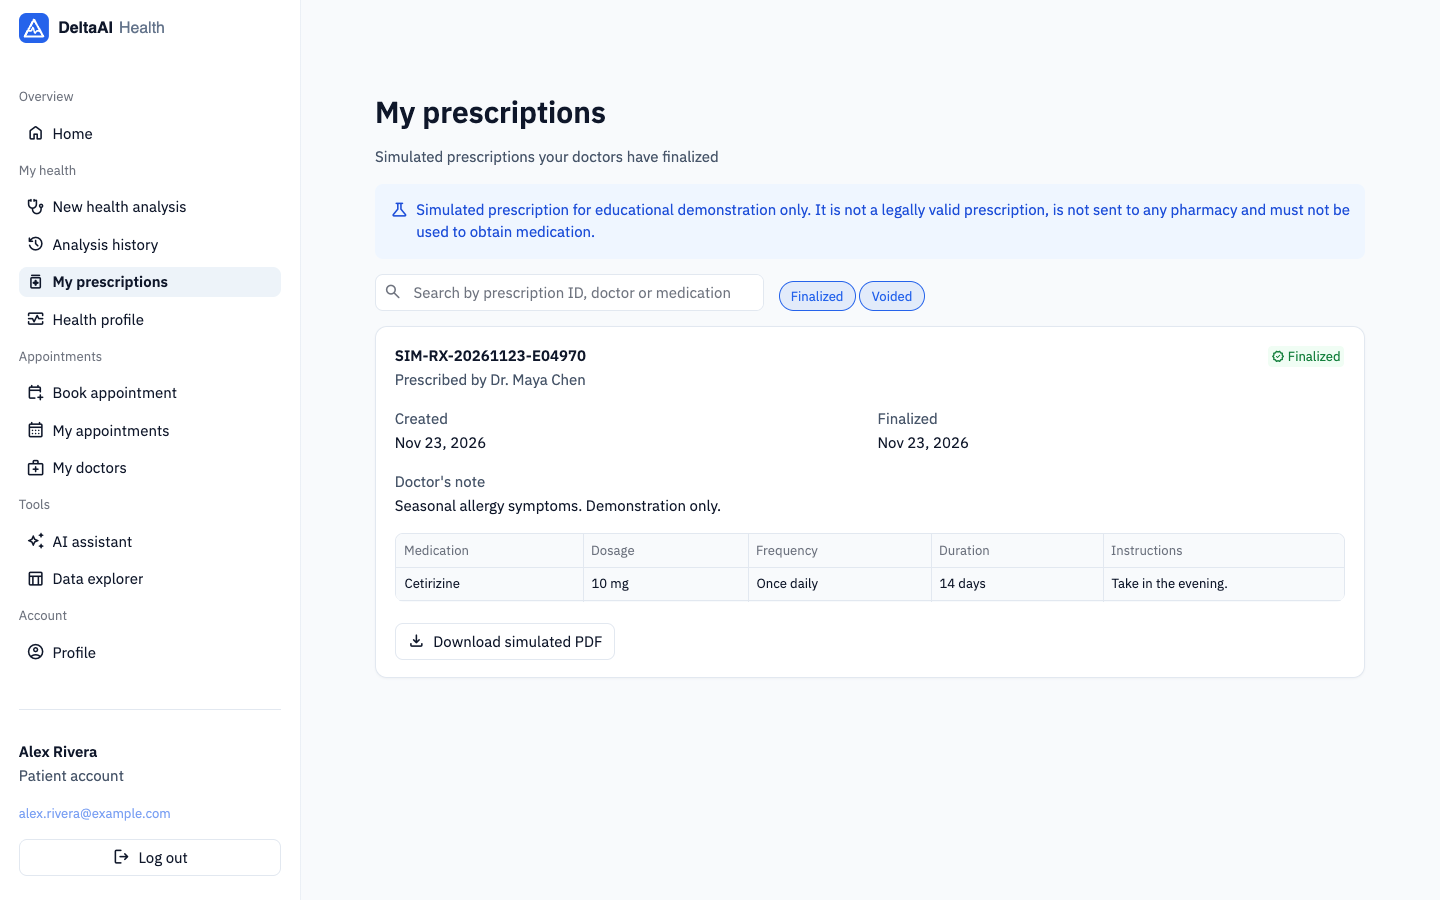 DeltaAI Health
Overview
Home
My health
New health analysis
Analysis history
My prescriptions
Health profile
Appointments
Book appointment
My appointments
My doctors
Tools
AI assistant
Data explorer
Account
Profile
Alex Rivera
Patient account
alex.rivera@example.com
Log out
My prescriptions
Simulated prescriptions your doctors have finalized
Simulated prescription for educational demonstration only. It is not a legally valid prescription, is not sent to any pharmacy and must not be
used to obtain medication.
Search by prescription ID, doctor or medication
Finalized Voided
SIM-RX-20261123-E04970
Finalized
Prescribed by Dr. Maya Chen
Created Finalized
Nov 23, 2026 Nov 23, 2026
Doctor's note
Seasonal allergy symptoms. Demonstration only.
Medication Dosage Frequency Duration Instructions
Cetirizine 10 mg Once daily 14 days Take in the evening.
Download simulated PDF